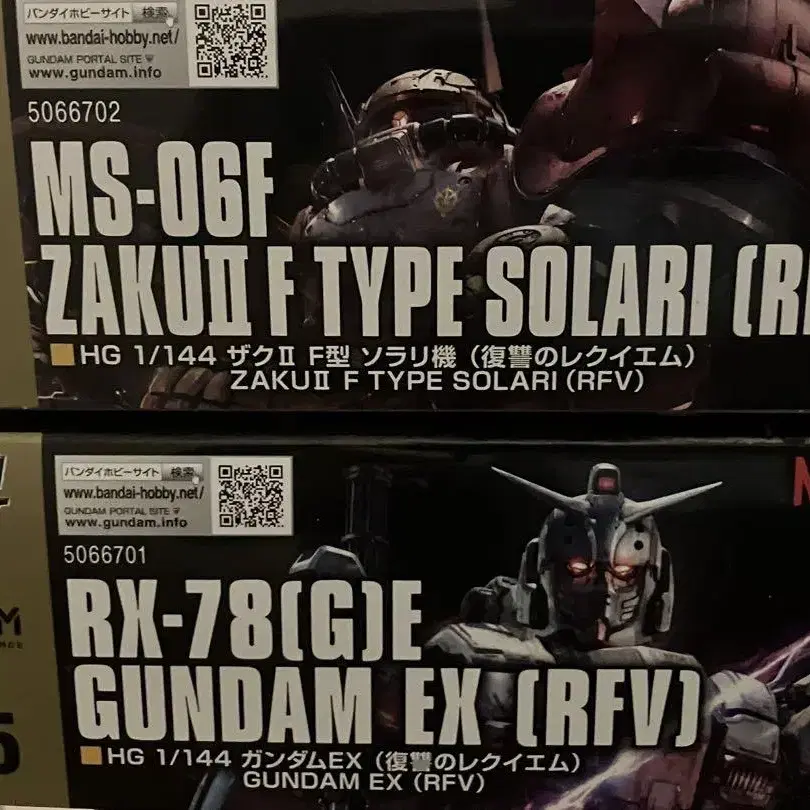 バンダイホビーサイト 検索
www.bandai-hobby.net/
GUNDAM PORTAL SITE
www.gundam.info
5066702
MS-06F
ZAKUII F TYPE SOLARI (R
HG 1/144 ザクII F型 ソラリ機（復讐のレクイエム）
ZAKUII F TYPE SOLARI (RFV)
バンダイホビーサイト 検索
www.bandai-hobby.net/
GUNDAM PORTAL SITE
www.gundam.info
5066701
RX-78(G)E
GUNDAM EX (RFV)
HG 1/144 ガンダムEX（復讐のレクイエム）
GUNDAM EX (RFV)